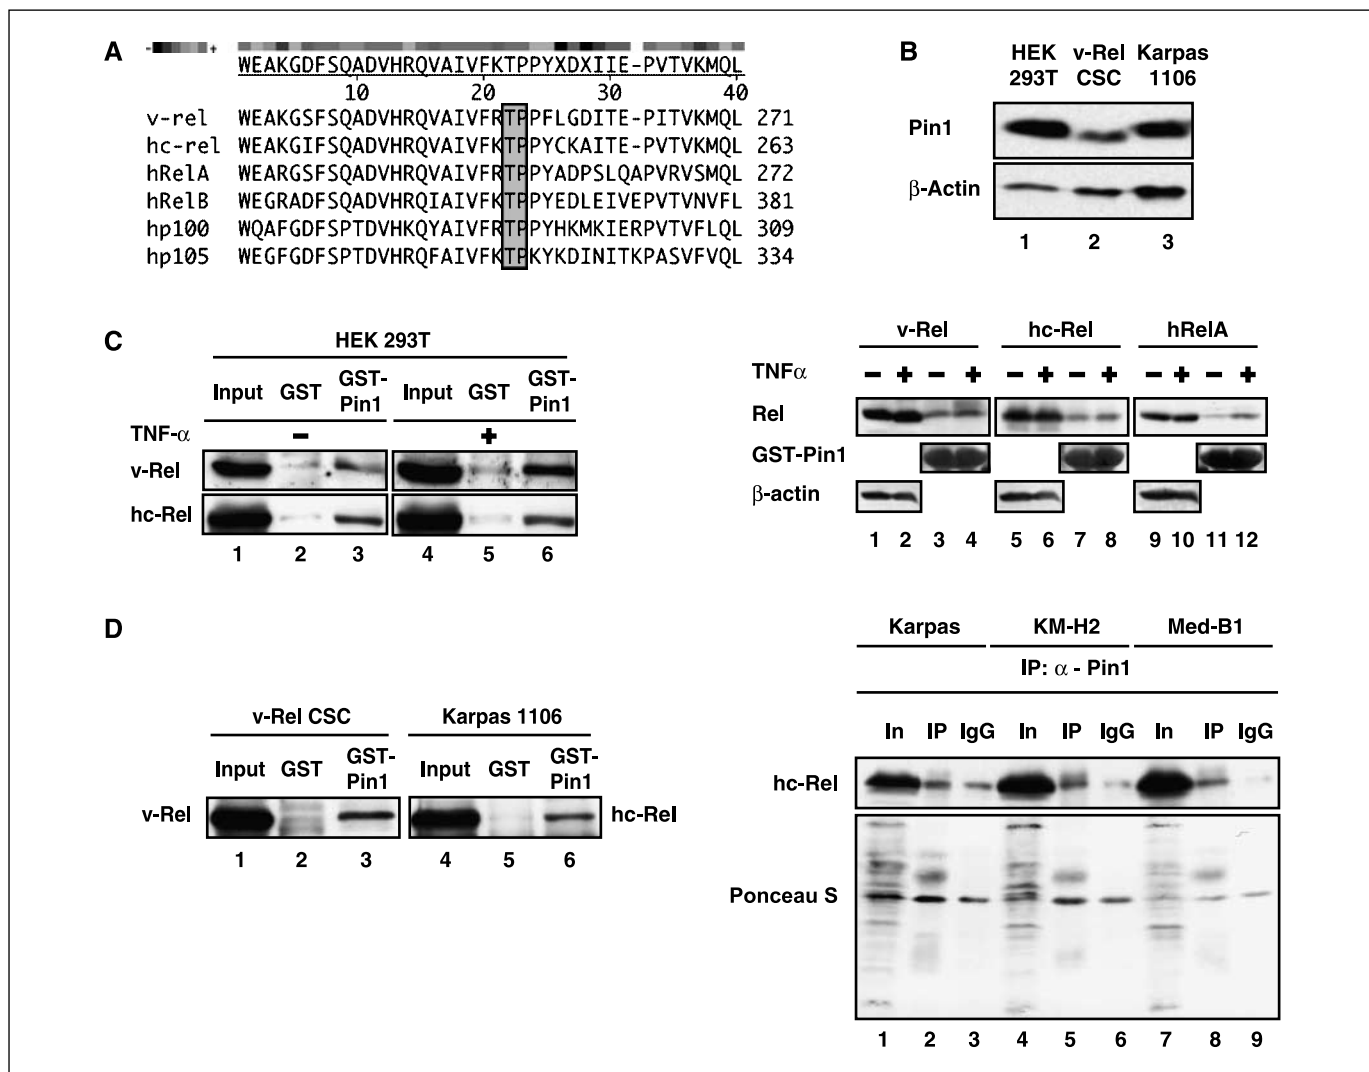 A
- +
WEAKGDFSQADVHRQVAIVFKTPPYXDXIIE-PVTVKMQL
10 20 30 40
v-rel WEAKGSFSQADVHRQVAIVFRTPPFLGDITE-PITVKMQL 271
hc-rel WEAKGIFSQADVHRQVAIVFRTPPYCKAITE-PVTVKMQL 263
hRelA WEARGSFSQADVHRQVAIVFRTPPYADPSLQAPVRVSMQL 272
hRelB WEGRADFSQADVHRQIAIVFKTPPYEDLEIVEPVTVNVFL 381
hp100 WQAFGDFSPTDVHKQYAIVFRTPPYHKMKIERPVTVFLQL 309
hp105 WEGFGDFSPTDVHRQFAIVFKTPKYKDINITKPASVFVQL 334
B
HEK v-Rel Karpas
293T CSC 1106
Pin1
β-Actin
1 2 3
C
HEK 293T
Input GST GST-Pin1 Input GST GST-Pin1
TNF-α – +
v-Rel
hc-Rel
1 2 3 4 5 6
v-Rel hc-Rel hRelA
TNFα – + – + – + – + – + – +
Rel
GST-Pin1
β-actin
1 2 3 4 5 6 7 8 9 10 11 12
D
v-Rel CSC Karpas 1106
Input GST GST-Pin1 Input GST GST-Pin1
v-Rel hc-Rel
1 2 3 4 5 6
Karpas KM-H2 Med-B1
IP: α - Pin1
In IP IgG In IP IgG In IP IgG
hc-Rel
Ponceau S
1 2 3 4 5 6 7 8 9